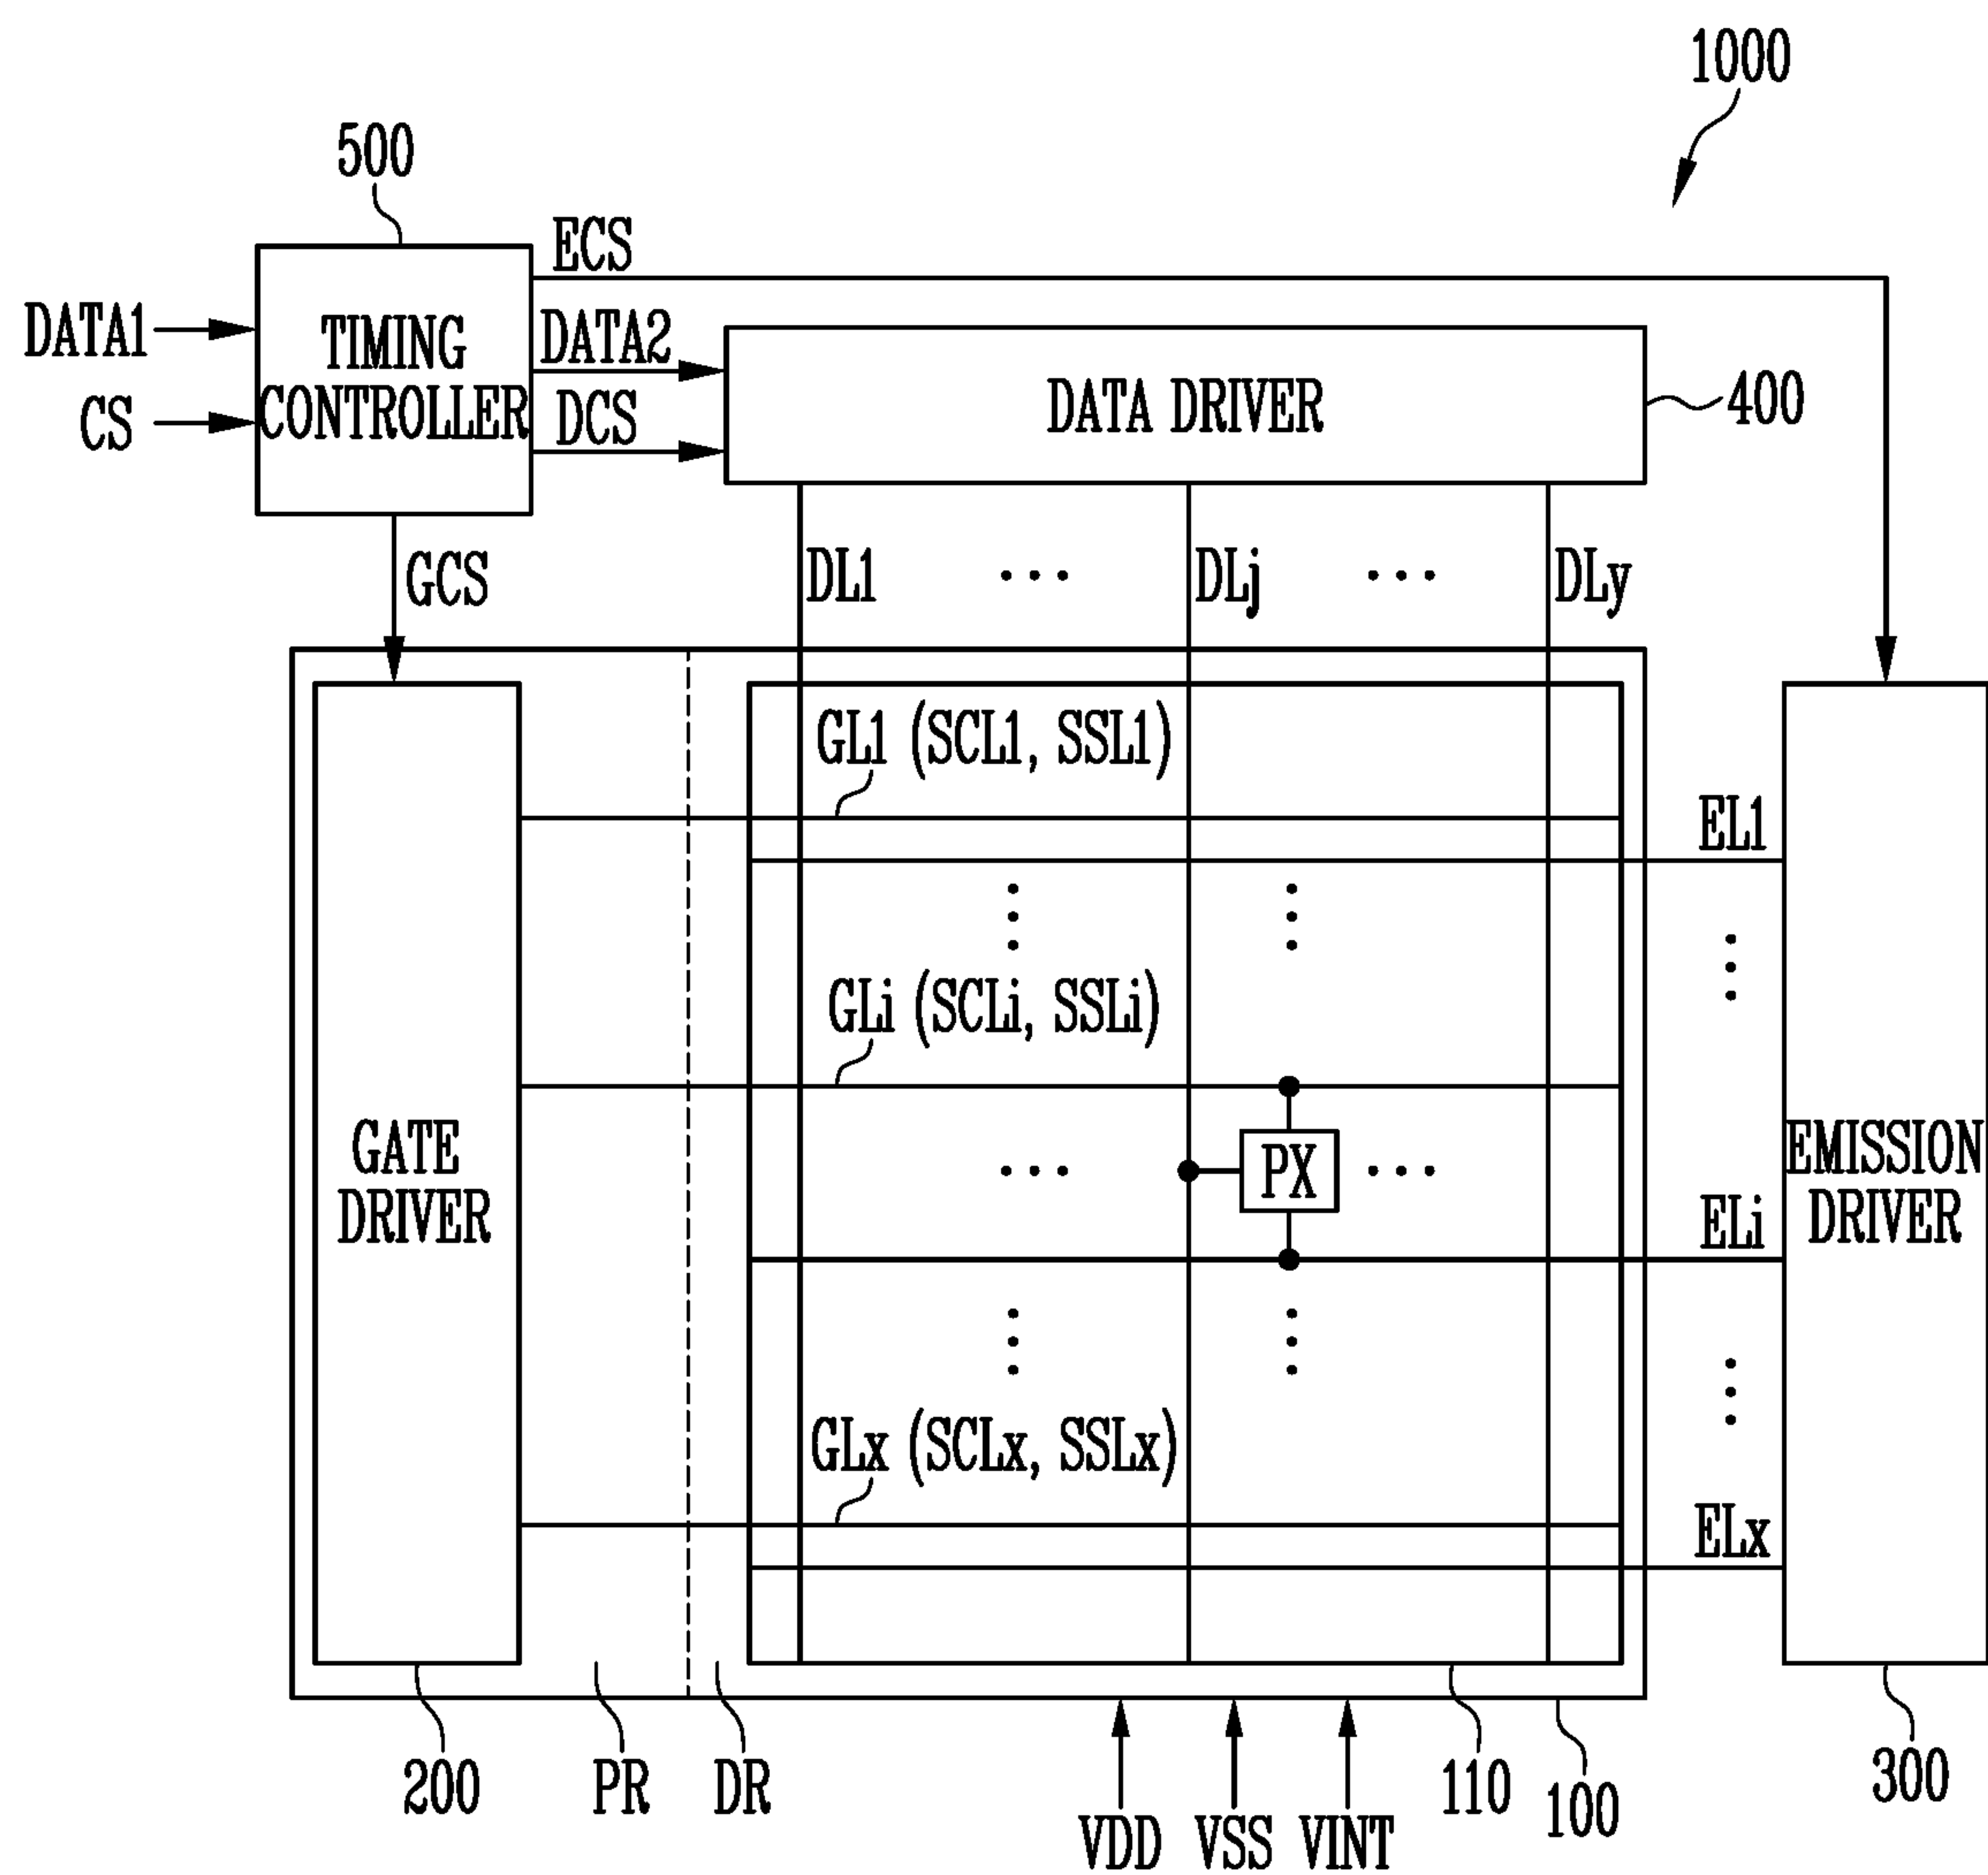 1000
500
ECS
DATA1
TIMING
CONTROLLER
DATA2
CS
DCS
DATA DRIVER
400
GCS
DL1
DLj
DLy
GL1 (SCL1, SSL1)
EL1
GLi (SCLi, SSLi)
GATE
DRIVER
PX
EMISSION
DRIVER
ELi
GLx (SCLx, SSLx)
ELx
200
PR
DR
VDD
VSS
VINT
110
100
300